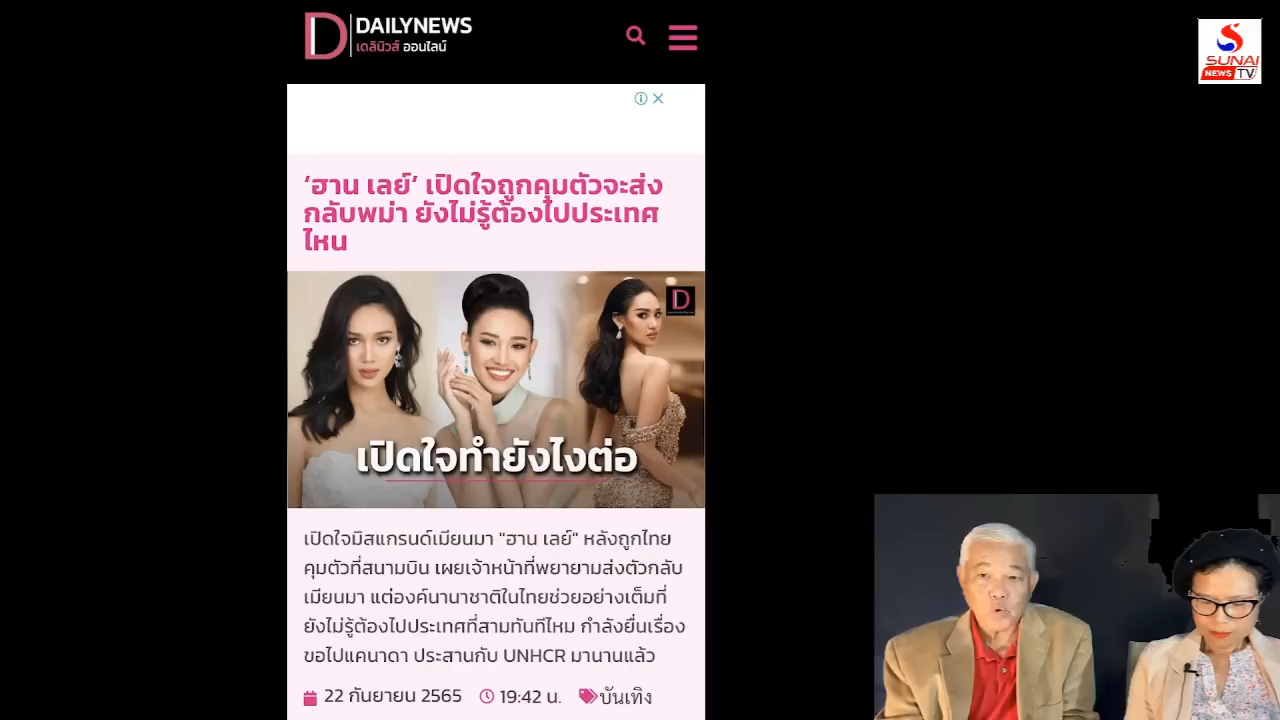 DAILYNEWS
เดลินิวส์ ออนไลน์
SUNAI
NEWS TV
‘ฮาน เลย์’ เปิดใจถูกคุมตัวจะส่ง
กลับพม่า ยังไม่รู้ต้องไปประเทศ
ไหน
D
เปิดใจทำยังไงต่อ
เปิดใจมิสแกรนด์เมียนมา "ฮาน เลย์" หลังถูกไทย
คุมตัวที่สนามบิน เผยเจ้าหน้าที่พยายามส่งตัวกลับ
เมียนมา แต่องค์นานาชาติในไทยช่วยอย่างเต็มที่
ยังไม่รู้ต้องไปประเทศที่สามทันทีไหม กำลังยื่นเรื่อง
ขอไปแคนาดา ประสานกับ UNHCR มานานแล้ว
22 กันยายน 2565 19:42 น. บันเทิง